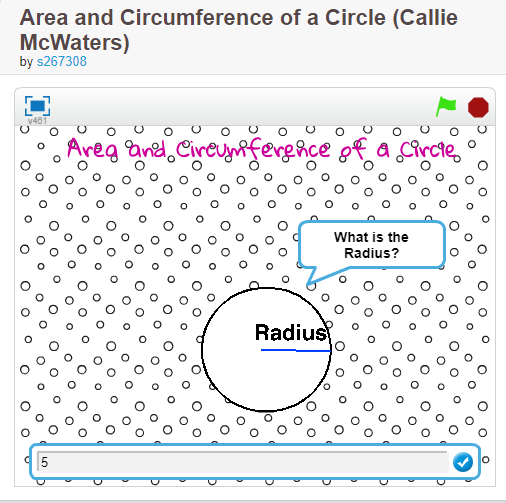 Area and Circumference of a Circle (Callie
McWaters)
by s267308
v461
Area and Circumference of a Circle
What is the
Radius?
Radius
5